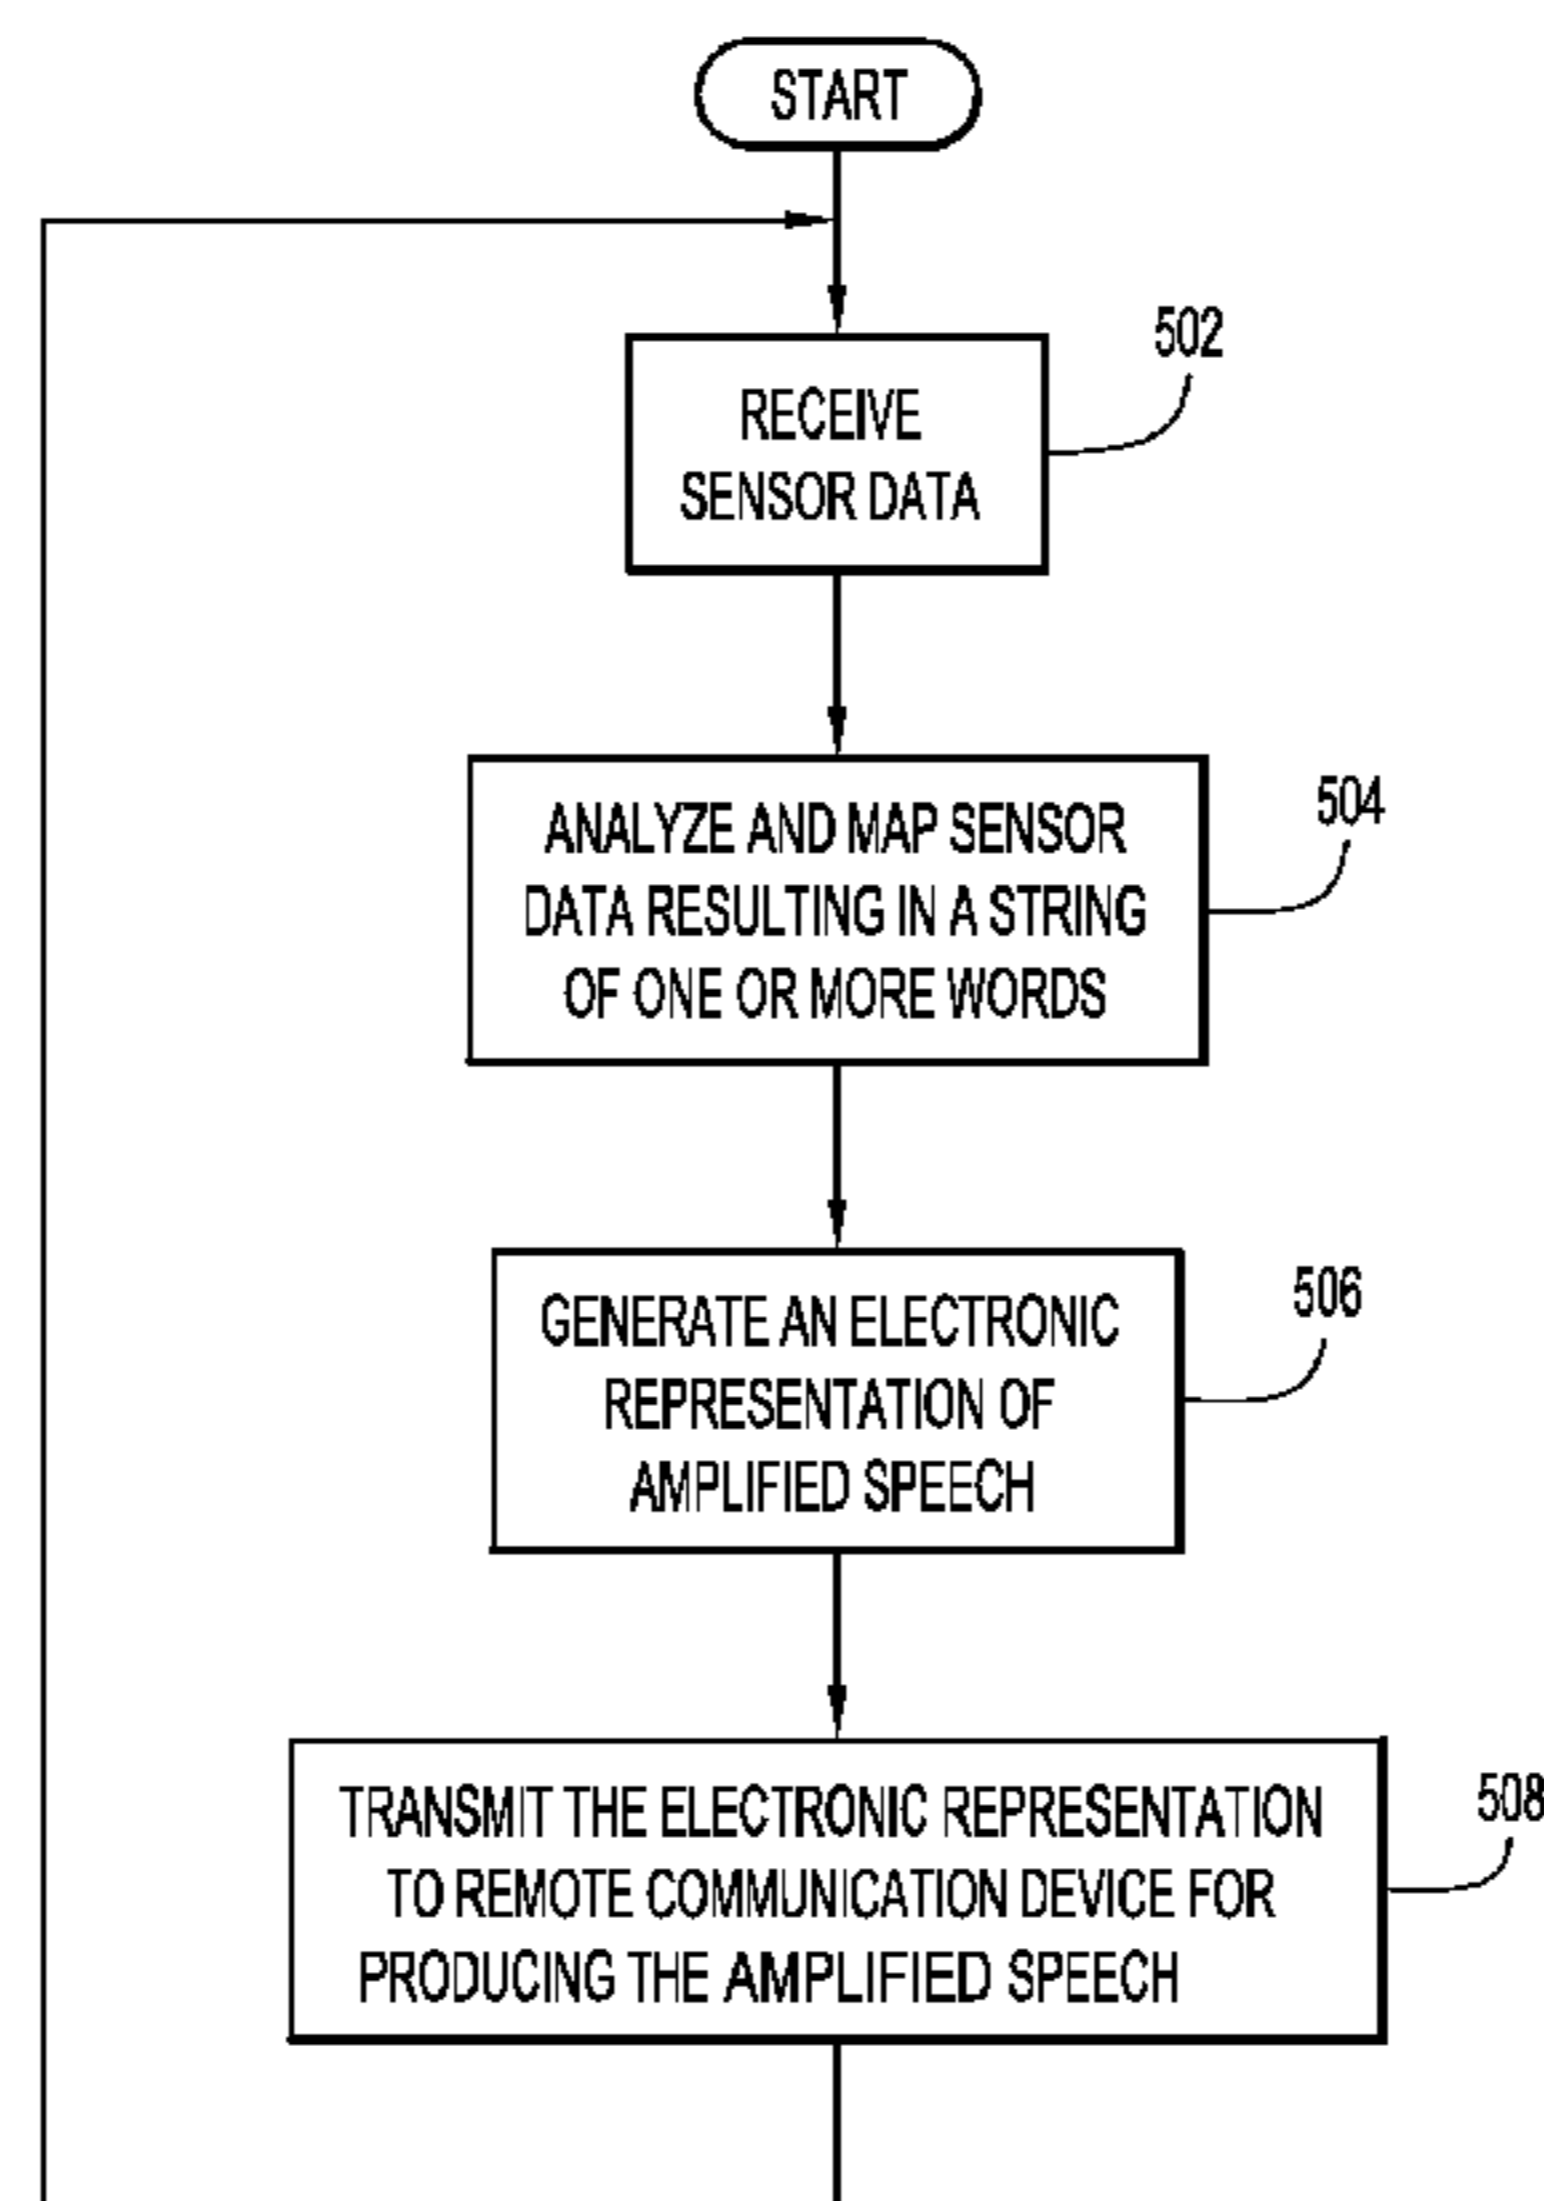 START
502
RECEIVE
SENSOR DATA
504
ANALYZE AND MAP SENSOR
DATA RESULTING IN A STRING
OF ONE OR MORE WORDS
506
GENERATE AN ELECTRONIC
REPRESENTATION OF
AMPLIFIED SPEECH
508
TRANSMIT THE ELECTRONIC REPRESENTATION
TO REMOTE COMMUNICATION DEVICE FOR
PRODUCING THE AMPLIFIED SPEECH